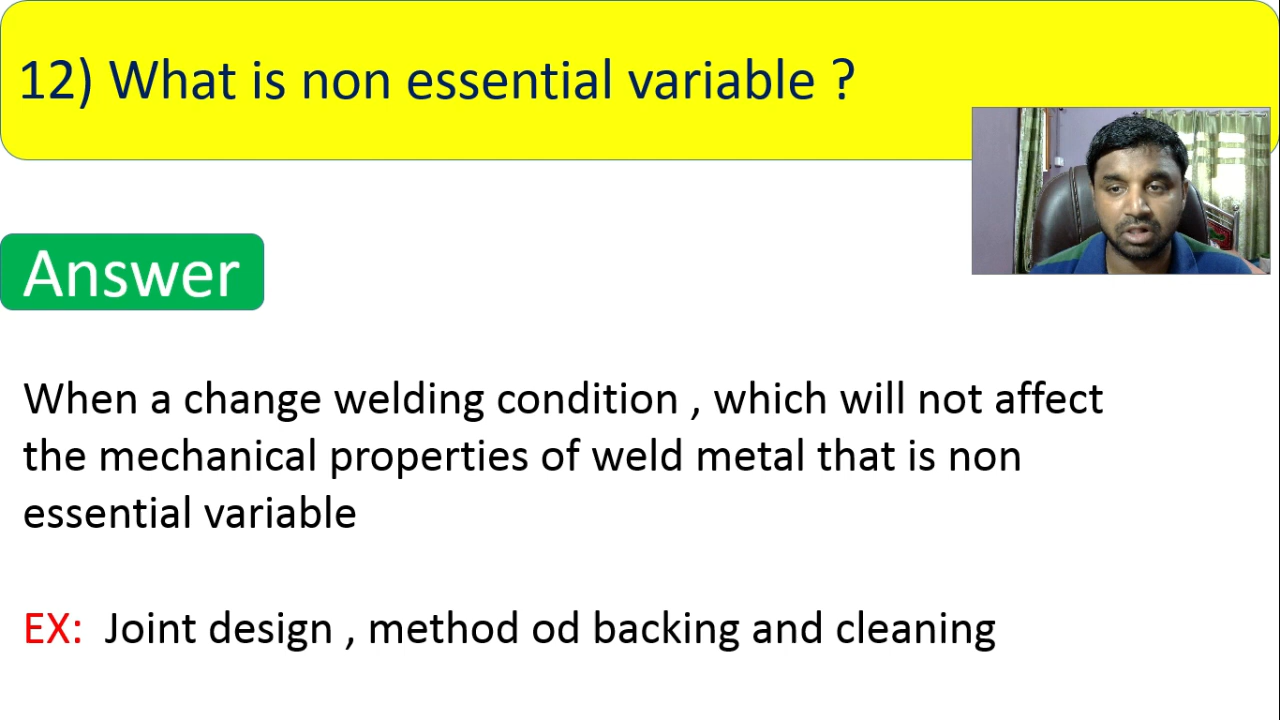 12) What is non essential variable ?
Answer
When a change welding condition , which will not affect
the mechanical properties of weld metal that is non
essential variable
EX: Joint design , method od backing and cleaning